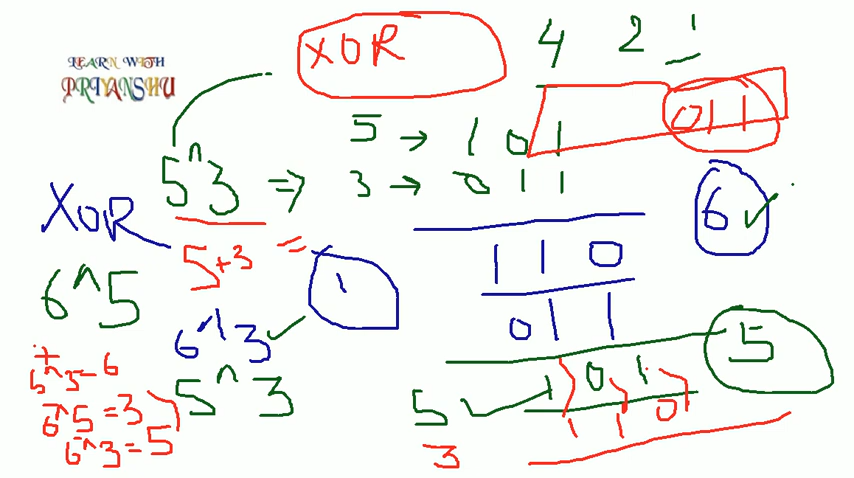 LEARN WITH
PRIYANSHU
XOR
4 2 1
5 → 1 0 1
011
5^3 ⇒ 3 → 0 1 1
6 ✓
XOR
5+3 =
1
1 1 0
6^5
6^3 ✓
0 1 1
5
5^3
5 ✓ 1 0 1
1 1 0
3
5^3=6
6^5=3
6^3=5